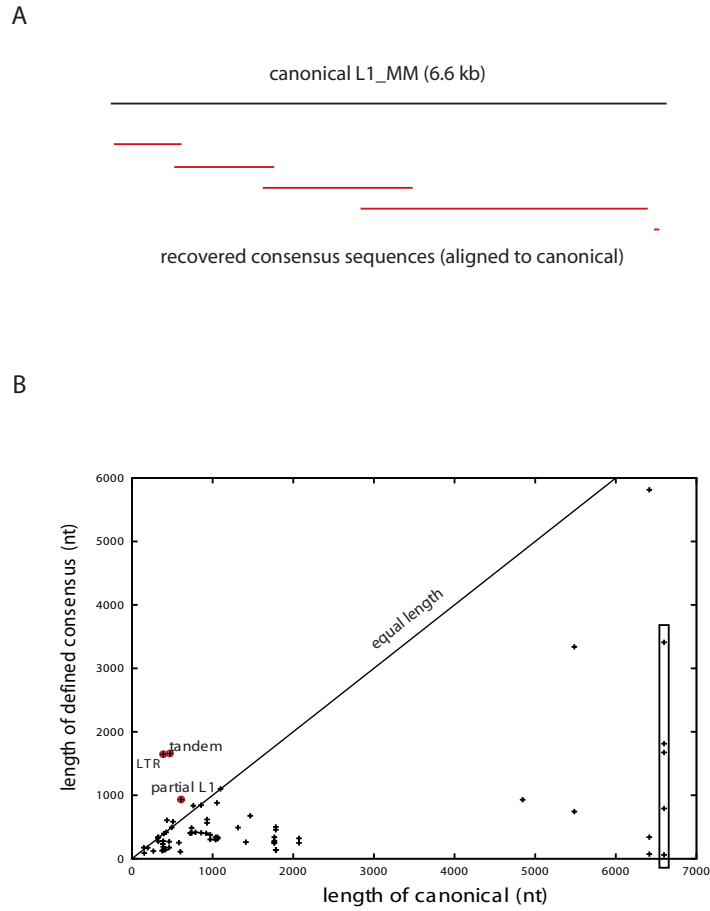 A
canonical L1_MM (6.6 kb)
recovered consensus sequences (aligned to canonical)
B
length of defined consensus (nt)
6000
5000
4000
3000
2000
1000
0
equal length
tandem
LTR
partial L1
0 1000 2000 3000 4000 5000 6000 7000
length of canonical (nt)